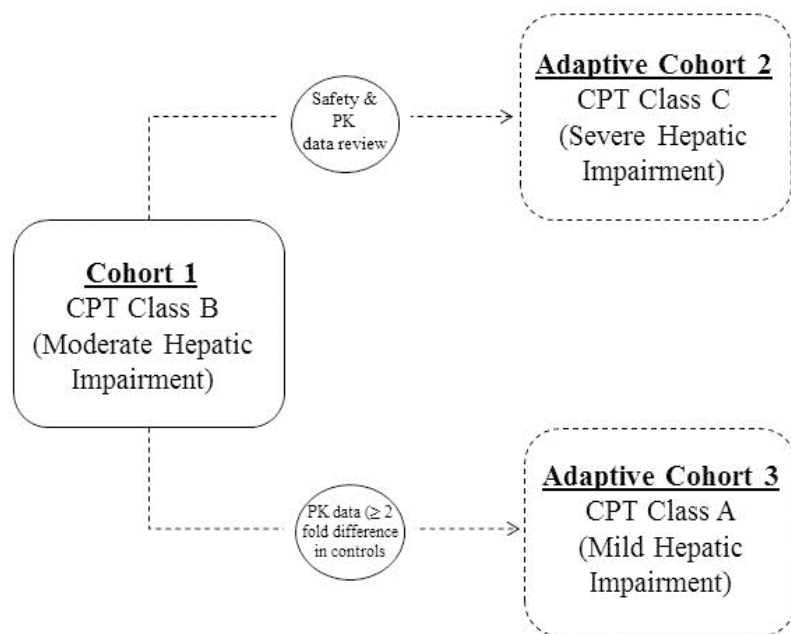 Adaptive Cohort 2
CPT Class C
(Severe Hepatic
Impairment)
Safety &
PK
data review
Cohort 1
CPT Class B
(Moderate Hepatic
Impairment)
PK data (≥ 2
fold difference
in controls
Adaptive Cohort 3
CPT Class A
(Mild Hepatic
Impairment)